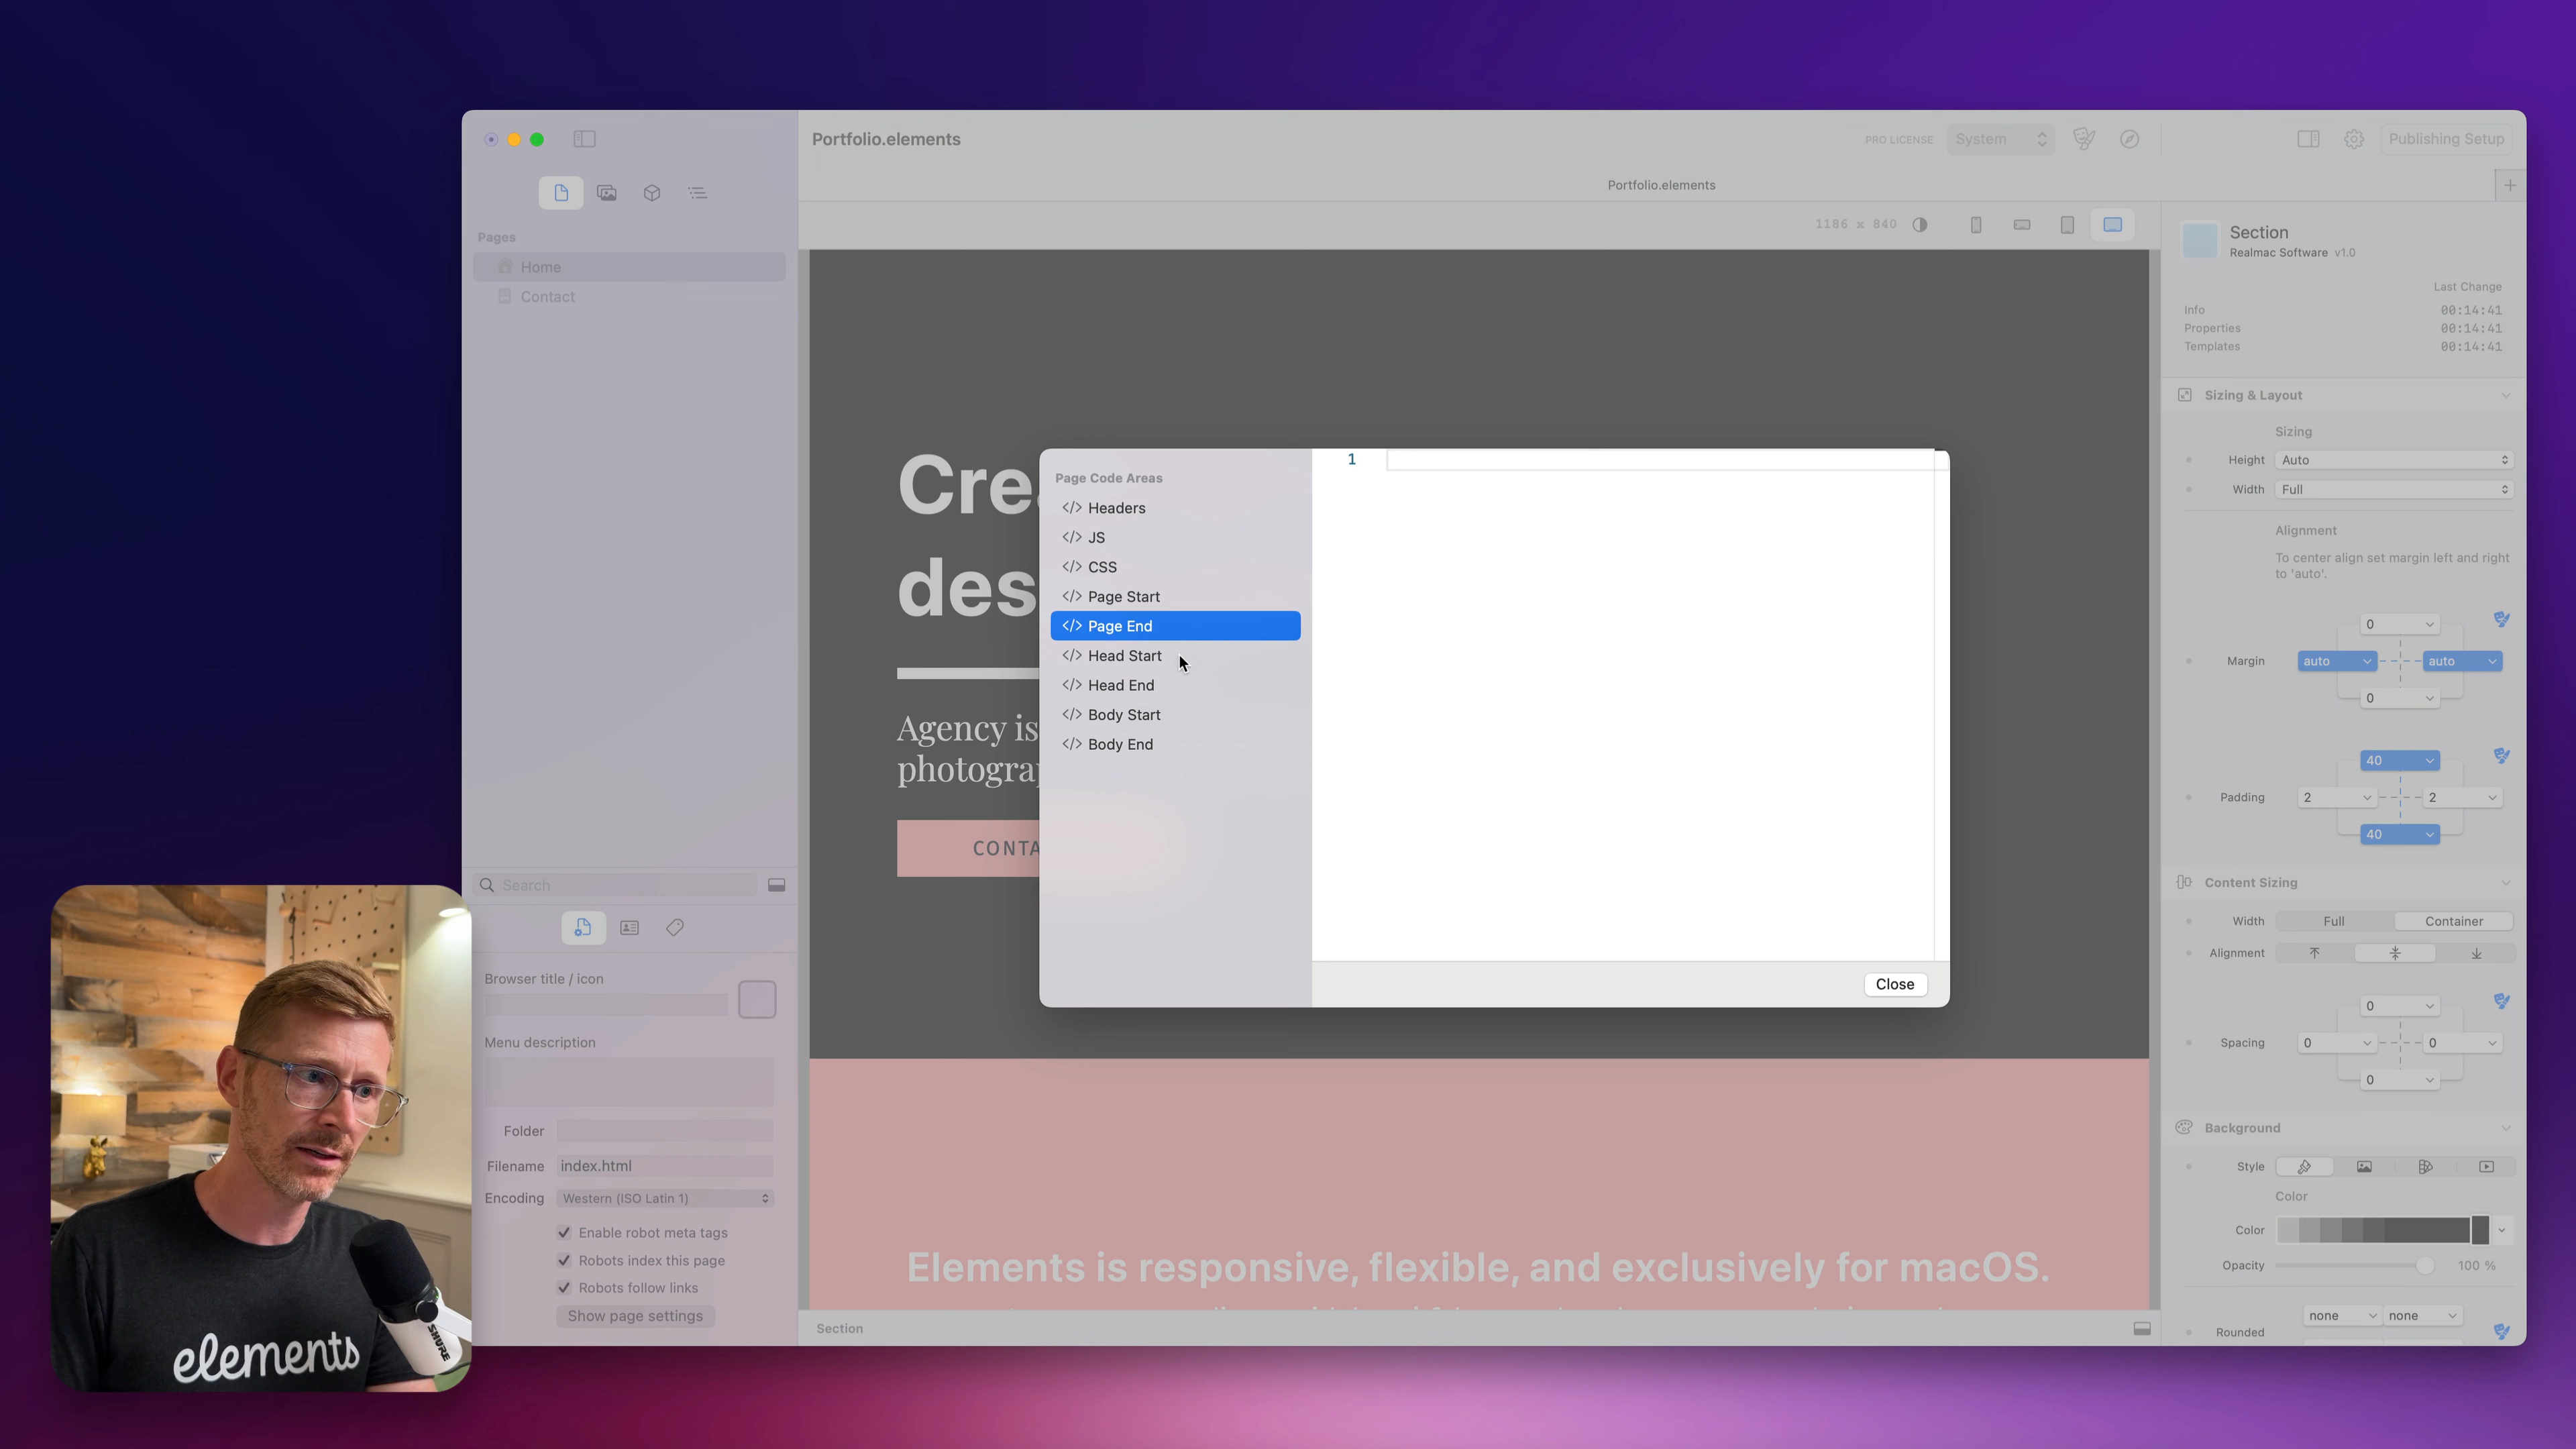 Portfolio.elements
PRO LICENSE
System
Publishing Setup
Portfolio.elements
1186 x 840
Pages
Home
Contact
Search
Browser title / icon
Menu description
Folder
Filename
index.html
Encoding
Western (ISO Latin 1)
Enable robot meta tags
Robots index this page
Robots follow links
Show page settings
Cre
des
Agency is
photogra
CONTA
Page Code Areas
</> Headers
</> JS
</> CSS
</> Page Start
</> Page End
</> Head Start
</> Head End
</> Body Start
</> Body End
1
Close
Elements is responsive, flexible, and exclusively for macOS.
Section
Section
Realmac Software v1.0
Last Change
Info 00:14:41
Properties 00:14:41
Templates 00:14:41
Sizing & Layout
Sizing
Height Auto
Width Full
Alignment
To center align set margin left and right
to 'auto'.
0
Margin auto auto
0
40
Padding 2 2
40
Content Sizing
Width Full Container
Alignment
0
Spacing 0 0
0
Background
Style
Color
Color
Opacity 100 %
none none
Rounded
elements
SHURE